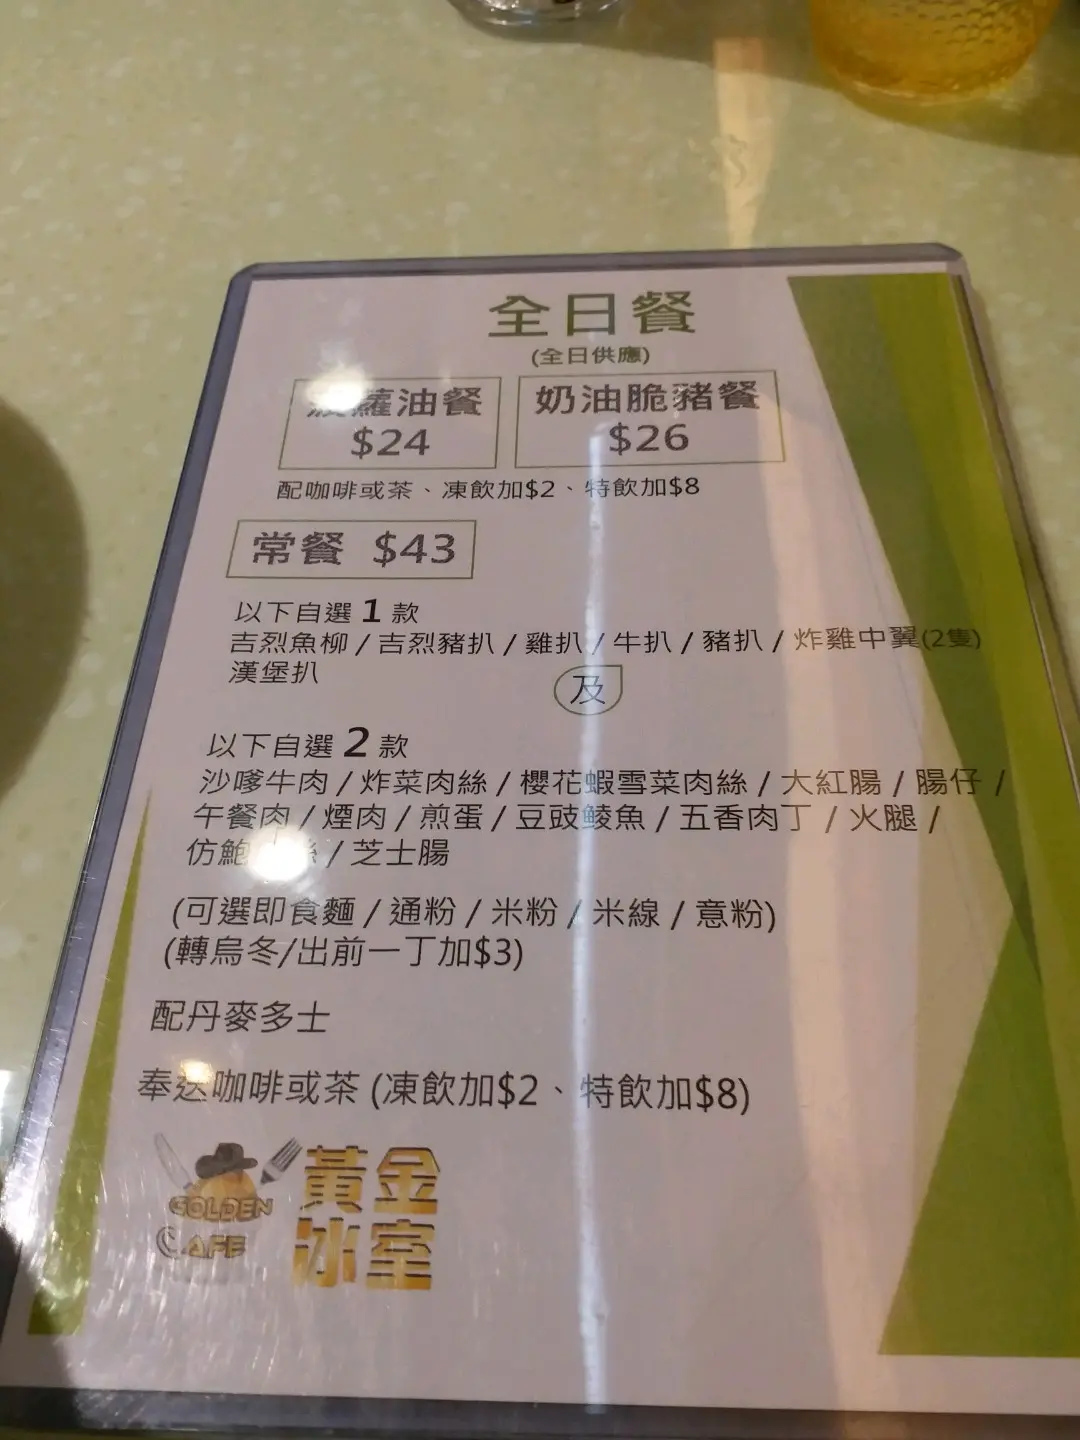 全日餐
(全日供應)
蘿油餐
$24
奶油脆豬餐
$26
配咖啡或茶、凍飲加$2、特飲加$8
常餐 $43
以下自選 1 款
吉烈魚柳 / 吉烈豬扒 / 雞扒 / 牛扒 / 豬扒 / 炸雞中翼(2隻)
漢堡扒
及
以下自選 2 款
沙嗲牛肉 / 炸菜肉絲 / 櫻花蝦雪菜肉絲 / 大紅腸 / 腸仔 /
午餐肉 / 煙肉 / 煎蛋 / 豆豉鯪魚 / 五香肉丁 / 火腿 /
仿鮑絲 / 芝士腸
(可選即食麵 / 通粉 / 米粉 / 米線 / 意粉)
(轉烏冬/出前一丁加$3)
配丹麥多士
奉送咖啡或茶 (凍飲加$2、特飲加$8)
GOLDEN
CAFE
黃金
冰室